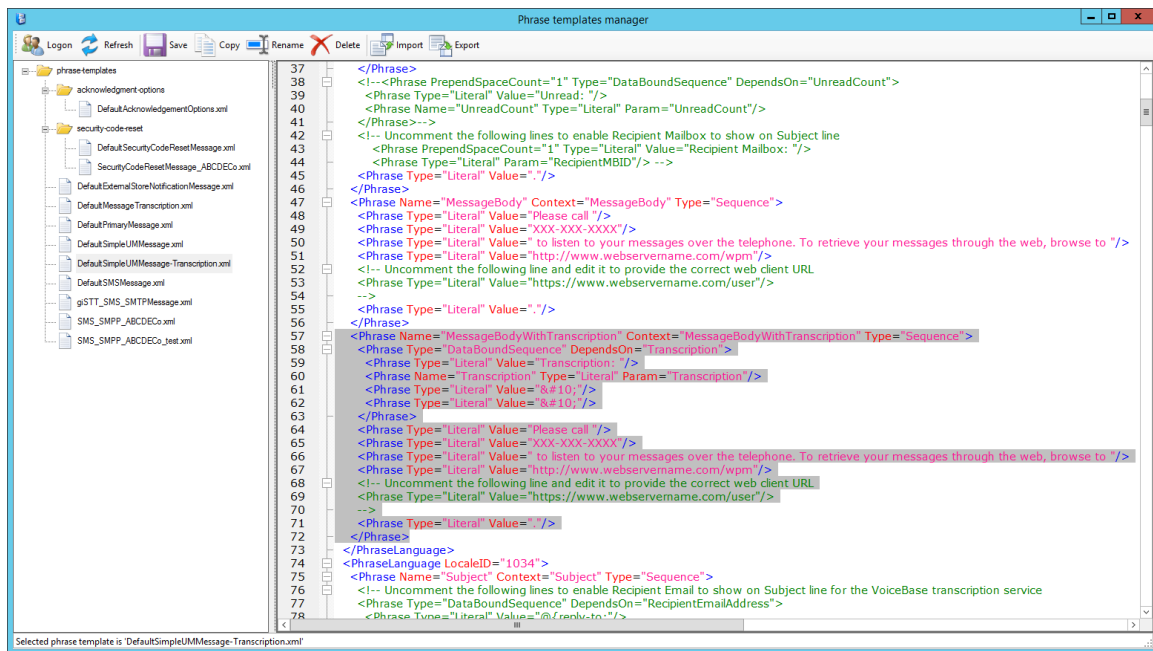 Phrase templates manager
Logon Refresh Save Copy Rename Delete Import Export
phrase-templates
acknowledgment-options
DefaultAcknowledgementOptions.xml
security-code-reset
DefaultSecurityCodeResetMessage.xml
SecurityCodeResetMessage_ABCDECo.xml
DefaultExternalStoreNotificationMessage.xml
DefaultMessageTranscription.xml
DefaultPrimaryMessage.xml
DefaultSimpleUMMessage.xml
DefaultSimpleUMMessage-Transcription.xml
DefaultSMSMessage.xml
giSTT_SMS_SMTPMessage.xml
SMS_SMPP_ABCDECo.xml
SMS_SMPP_ABCDECo_test.xml
37 </Phrase>
38 <!--<Phrase PrependSpaceCount="1" Type="DataBoundSequence" DependsOn="UnreadCount">
39 <Phrase Type="Literal" Value="Unread: "/>
40 <Phrase Name="UnreadCount" Type="Literal" Param="UnreadCount"/>
41 </Phrase>-->
42 <!-- Uncomment the following lines to enable Recipient Mailbox to show on Subject line
43 <Phrase PrependSpaceCount="1" Type="Literal" Value="Recipient Mailbox: "/>
44 <Phrase Type="Literal" Param="RecipientMBID"/> -->
45 <Phrase Type="Literal" Value="."/>
46 </Phrase>
47 <Phrase Name="MessageBody" Context="MessageBody" Type="Sequence">
48 <Phrase Type="Literal" Value="Please call "/>
49 <Phrase Type="Literal" Value="XXX-XXX-XXXX"/>
50 <Phrase Type="Literal" Value=" to listen to your messages over the telephone. To retrieve your messages through the web, browse to "/>
51 <Phrase Type="Literal" Value="http://www.webservername.com/wpm"/>
52 <!-- Uncomment the following line and edit it to provide the correct web client URL
53 <Phrase Type="Literal" Value="https://www.webservername.com/user"/>
54 -->
55 <Phrase Type="Literal" Value="."/>
56 </Phrase>
57 <Phrase Name="MessageBodyWithTranscription" Context="MessageBodyWithTranscription" Type="Sequence">
58 <Phrase Type="DataBoundSequence" DependsOn="Transcription">
59 <Phrase Type="Literal" Value="Transcription: "/>
60 <Phrase Name="Transcription" Type="Literal" Param="Transcription"/>
61 <Phrase Type="Literal" Value="&#10;"/>
62 <Phrase Type="Literal" Value="&#10;"/>
63 </Phrase>
64 <Phrase Type="Literal" Value="Please call "/>
65 <Phrase Type="Literal" Value="XXX-XXX-XXXX"/>
66 <Phrase Type="Literal" Value=" to listen to your messages over the telephone. To retrieve your messages through the web, browse to "/>
67 <Phrase Type="Literal" Value="http://www.webservername.com/wpm"/>
68 <!-- Uncomment the following line and edit it to provide the correct web client URL
69 <Phrase Type="Literal" Value="https://www.webservername.com/user"/>
70 -->
71 <Phrase Type="Literal" Value="."/>
72 </Phrase>
73 </PhraseLanguage>
74 <PhraseLanguage LocaleID="1034">
75 <Phrase Name="Subject" Context="Subject" Type="Sequence">
76 <!-- Uncomment the following lines to enable Recipient Email to show on Subject line for the VoiceBase transcription service
77 <Phrase Type="DataBoundSequence" DependsOn="RecipientEmailAddress">
78 <Phrase Type="Literal" Value="@{reply-to:"/>
Selected phrase template is 'DefaultSimpleUMMessage-Transcription.xml'